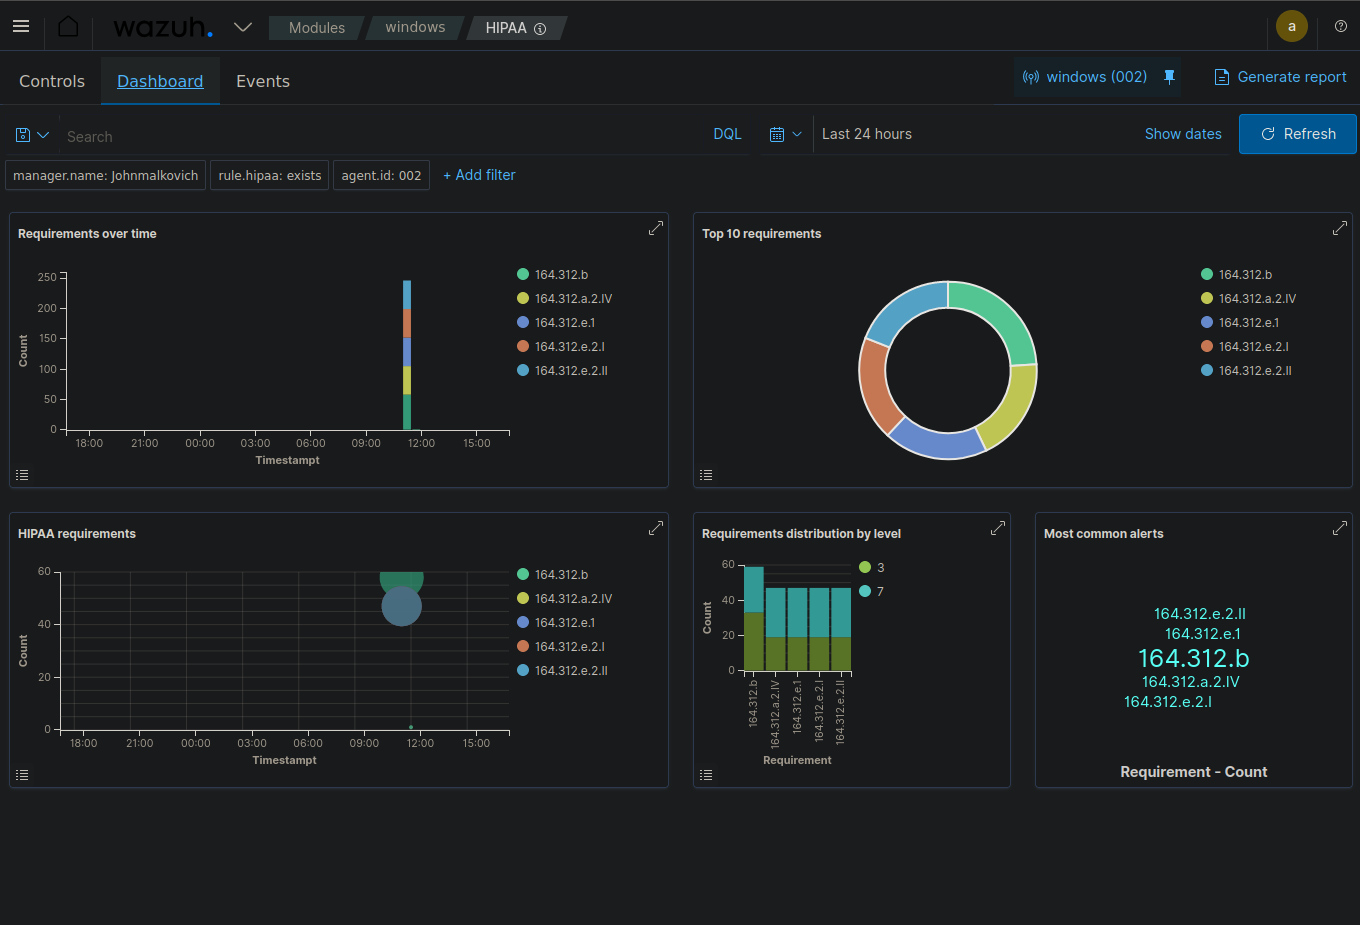 wazuh.
Modules
windows
HIPAA
a
Controls
Dashboard
Events
windows (002)
Generate report
Search
DQL
Last 24 hours
Show dates
Refresh
manager.name: Johnmalkovich
rule.hipaa: exists
agent.id: 002
+ Add filter
Requirements over time
250
200
150
100
50
0
Count
18:00
21:00
00:00
03:00
06:00
09:00
12:00
15:00
Timestampt
164.312.b
164.312.a.2.IV
164.312.e.1
164.312.e.2.I
164.312.e.2.II
Top 10 requirements
164.312.b
164.312.a.2.IV
164.312.e.1
164.312.e.2.I
164.312.e.2.II
HIPAA requirements
60
40
20
0
Count
18:00
21:00
00:00
03:00
06:00
09:00
12:00
15:00
Timestampt
164.312.b
164.312.a.2.IV
164.312.e.1
164.312.e.2.I
164.312.e.2.II
Requirements distribution by level
60
40
20
0
Count
164.312.b
164.312.a.2.IV
164.312.e.1
164.312.e.2.I
164.312.e.2.II
Requirement
3
7
Most common alerts
164.312.e.2.II
164.312.e.1
164.312.b
164.312.a.2.IV
164.312.e.2.I
Requirement - Count